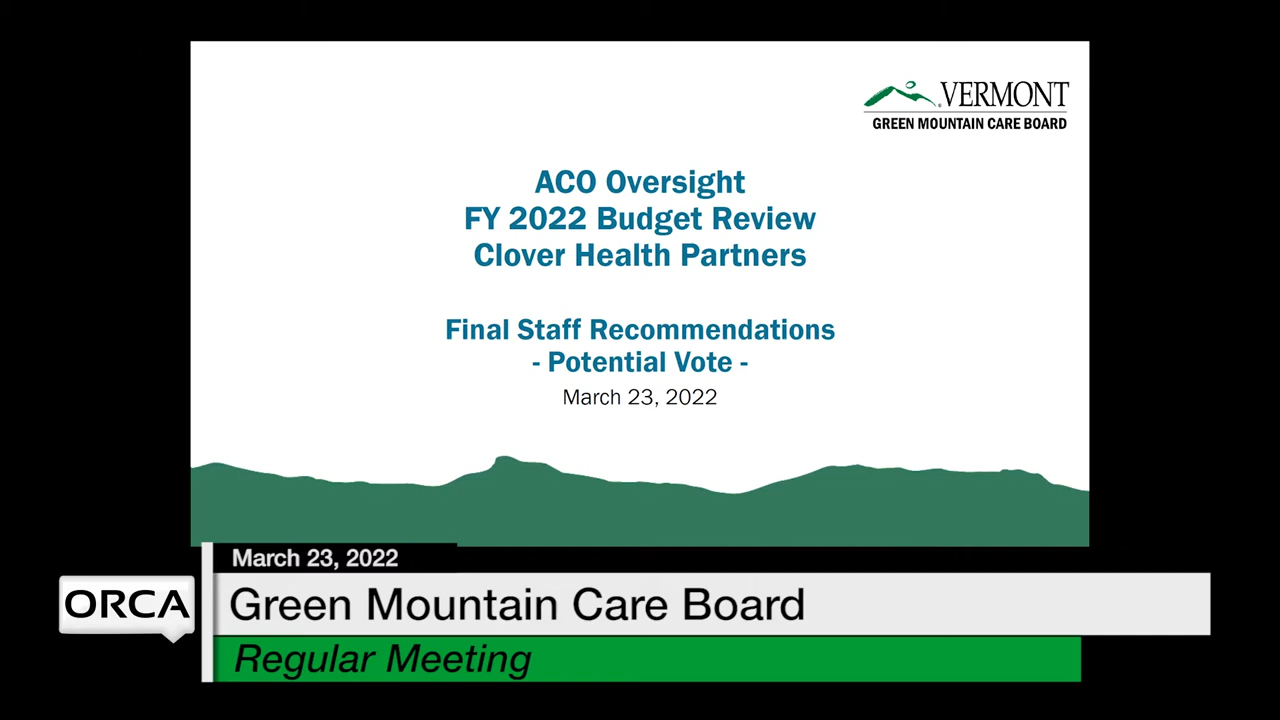 VERMONT
GREEN MOUNTAIN CARE BOARD
ACO Oversight
FY 2022 Budget Review
Clover Health Partners
Final Staff Recommendations
- Potential Vote -
March 23, 2022
March 23, 2022
ORCA
Green Mountain Care Board
Regular Meeting